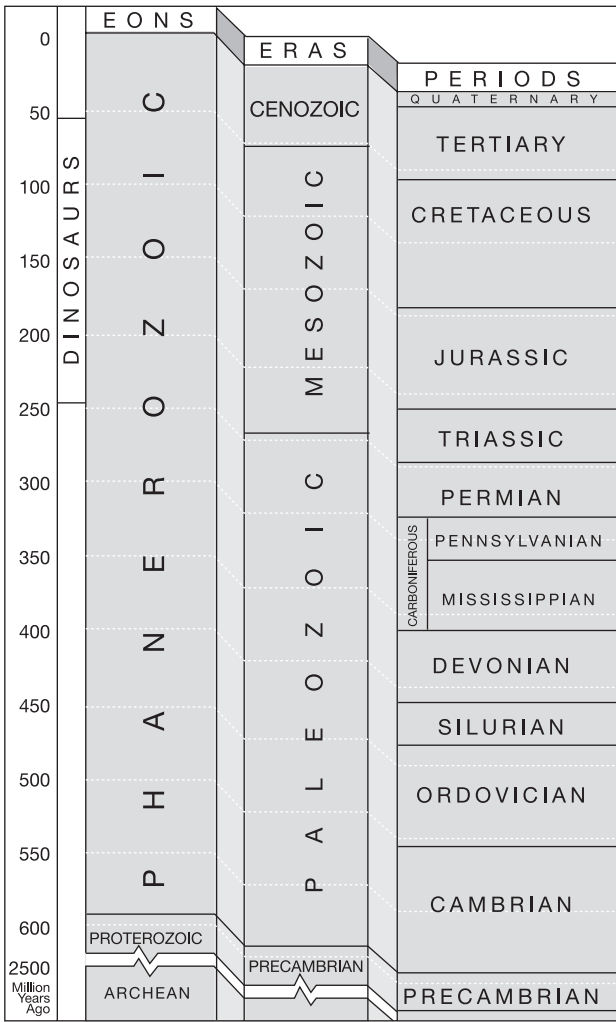 EONS
ERAS
PERIODS
0
50
100
150
200
250
300
350
400
450
500
550
600
2500
Million
Years
Ago
DINOSAURS
PHANEROZOIC
PROTEROZOIC
ARCHEAN
CENOZOIC
MESOZOIC
PALEOZOIC
PRECAMBRIAN
QUATERNARY
TERTIARY
CRETACEOUS
JURASSIC
TRIASSIC
PERMIAN
CARBONIFEROUS
PENNSYLVANIAN
MISSISSIPPIAN
DEVONIAN
SILURIAN
ORDOVICIAN
CAMBRIAN
PRECAMBRIAN